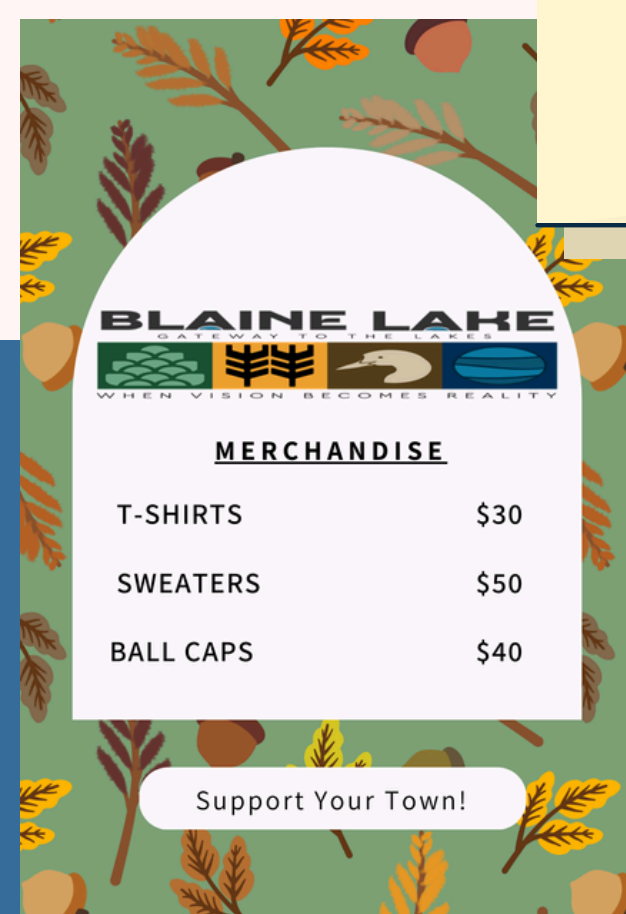 BLAINE LAKE
GATEWAY TO THE LAKES
WHEN VISION BECOMES REALITY
MERCHANDISE
T-SHIRTS $30
SWEATERS $50
BALL CAPS $40
Support Your Town!